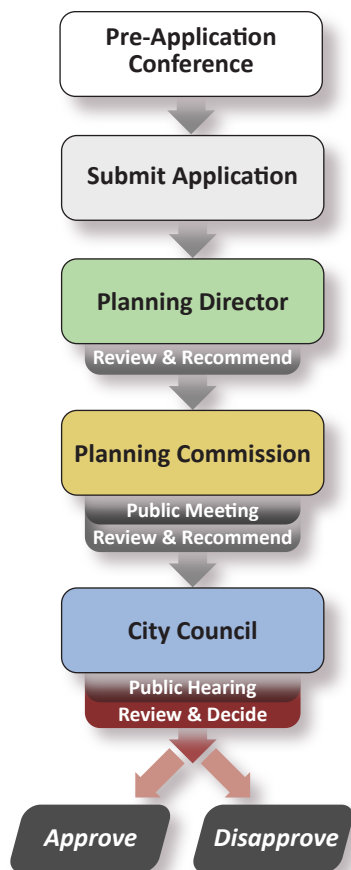 Pre-Application
Conference
Submit Application
Planning Director
Review & Recommend
Planning Commission
Public Meeting
Review & Recommend
City Council
Public Hearing
Review & Decide
Approve
Disapprove